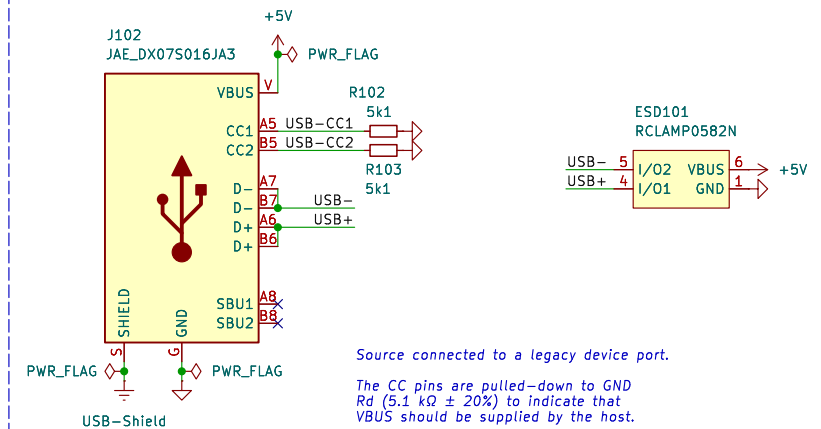 +5V
J102
JAE_DX07S016JA3
PWR_FLAG
V
VBUS
R102
5k1
A5
CC1
USB-CC1
B5
CC2
USB-CC2
R103
5k1
A7
D-
B7
D-
USB-
A6
D+
USB+
B6
D+
A8
SBU1
B8
SBU2
SHIELD
GND
S
G
PWR_FLAG
PWR_FLAG
USB-Shield
ESD101
RCLAMP0582N
USB- 5 I/O2 VBUS 6 +5V
USB+ 4 I/O1 GND 1
Source connected to a legacy device port.
The CC pins are pulled-down to GND
Rd (5.1 kΩ ± 20%) to indicate that
VBUS should be supplied by the host.